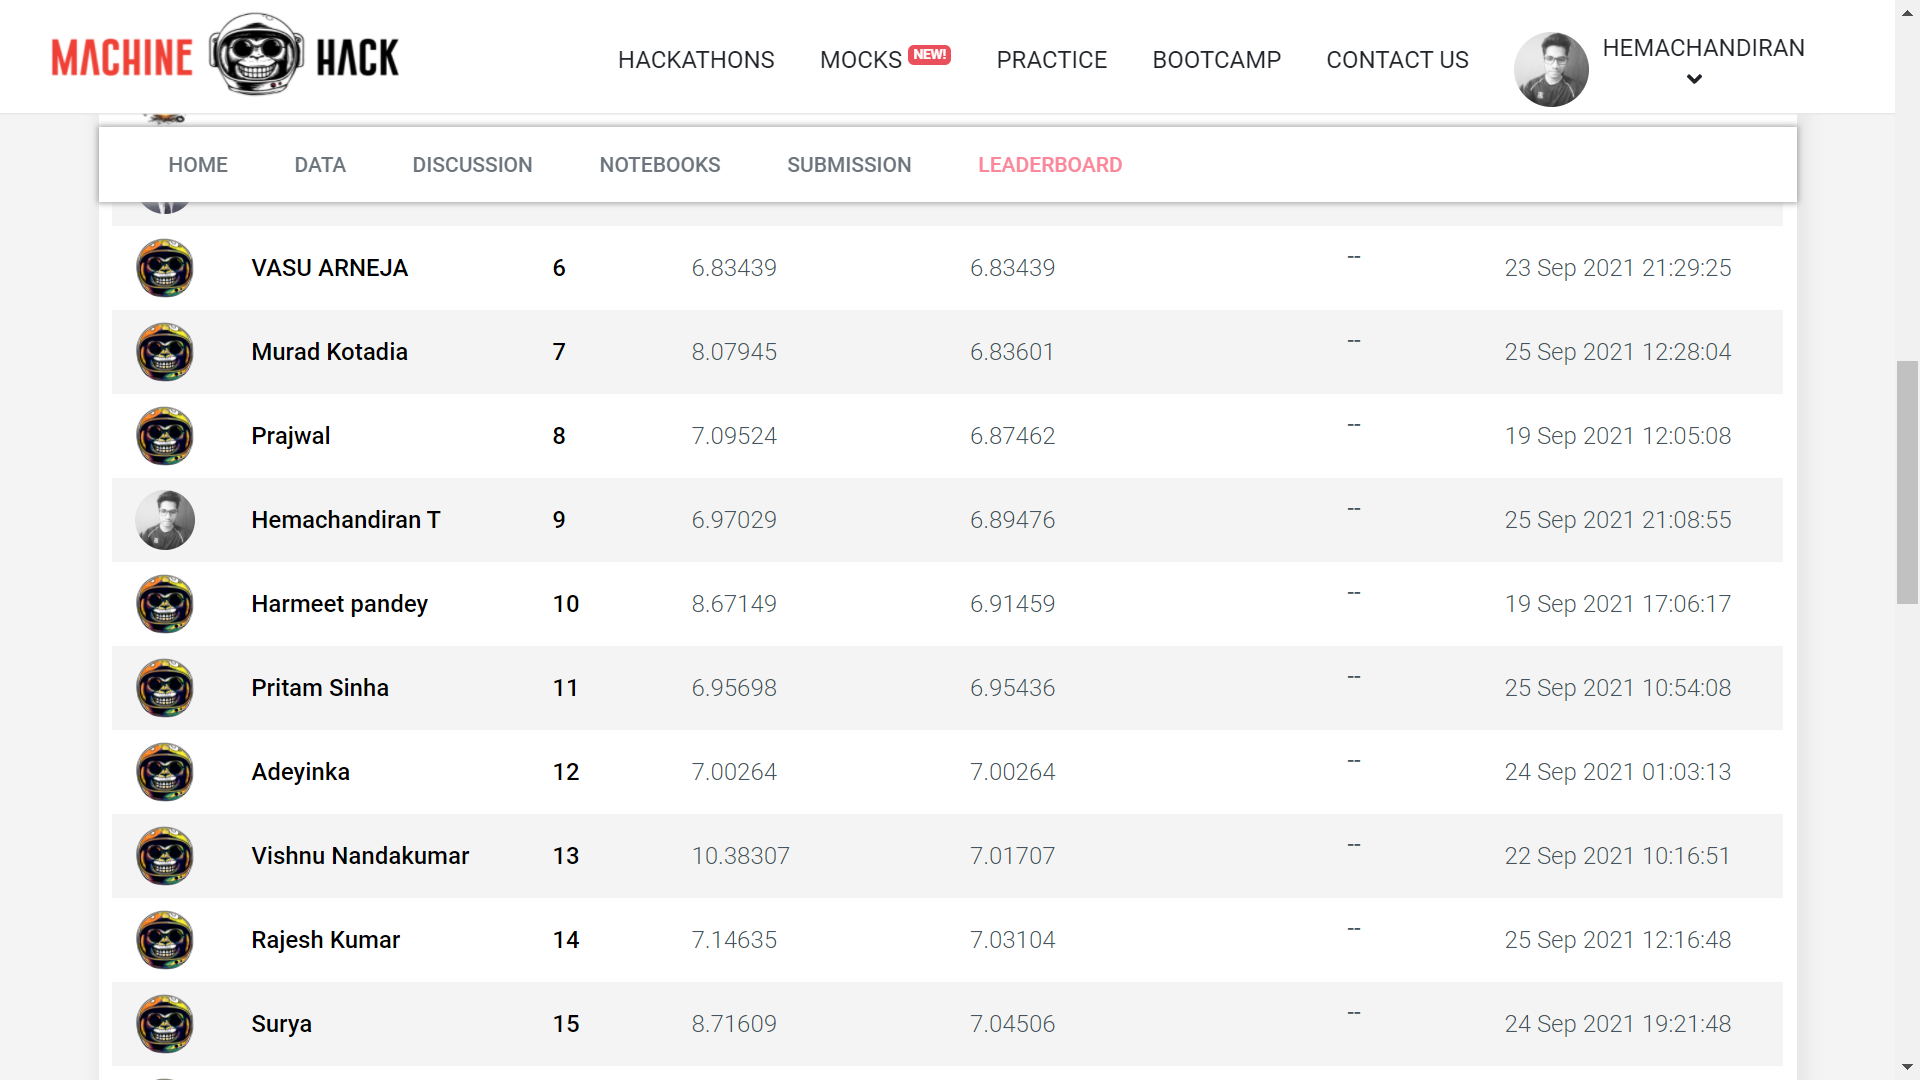 MACHINE HACK HACKATHONS MOCKS NEW! PRACTICE BOOTCAMP CONTACT US HEMACHANDIRAN
HOME DATA DISCUSSION NOTEBOOKS SUBMISSION LEADERBOARD
VASU ARNEJA 6 6.83439 6.83439 -- 23 Sep 2021 21:29:25
Murad Kotadia 7 8.07945 6.83601 -- 25 Sep 2021 12:28:04
Prajwal 8 7.09524 6.87462 -- 19 Sep 2021 12:05:08
Hemachandiran T 9 6.97029 6.89476 -- 25 Sep 2021 21:08:55
Harmeet pandey 10 8.67149 6.91459 -- 19 Sep 2021 17:06:17
Pritam Sinha 11 6.95698 6.95436 -- 25 Sep 2021 10:54:08
Adeyinka 12 7.00264 7.00264 -- 24 Sep 2021 01:03:13
Vishnu Nandakumar 13 10.38307 7.01707 -- 22 Sep 2021 10:16:51
Rajesh Kumar 14 7.14635 7.03104 -- 25 Sep 2021 12:16:48
Surya 15 8.71609 7.04506 -- 24 Sep 2021 19:21:48